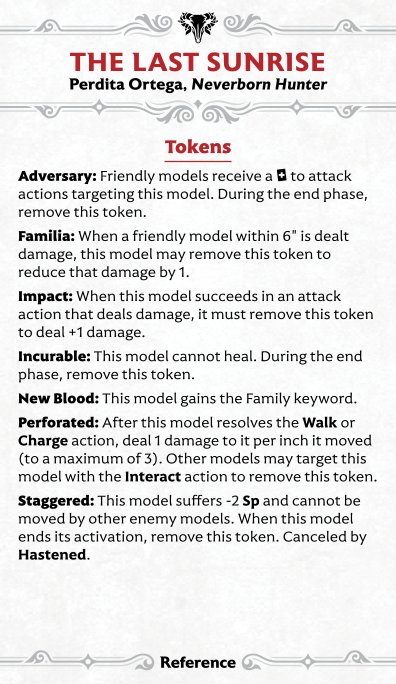 THE LAST SUNRISE
Perdita Ortega, Neverborn Hunter
Tokens
Adversary: Friendly models receive a + to attack
actions targeting this model. During the end phase,
remove this token.
Familia: When a friendly model within 6" is dealt
damage, this model may remove this token to
reduce that damage by 1.
Impact: When this model succeeds in an attack
action that deals damage, it must remove this token
to deal +1 damage.
Incurable: This model cannot heal. During the end
phase, remove this token.
New Blood: This model gains the Family keyword.
Perforated: After this model resolves the Walk or
Charge action, deal 1 damage to it per inch it moved
(to a maximum of 3). Other models may target this
model with the Interact action to remove this token.
Staggered: This model suffers -2 Sp and cannot be
moved by other enemy models. When this model
ends its activation, remove this token. Canceled by
Hastened.
Reference